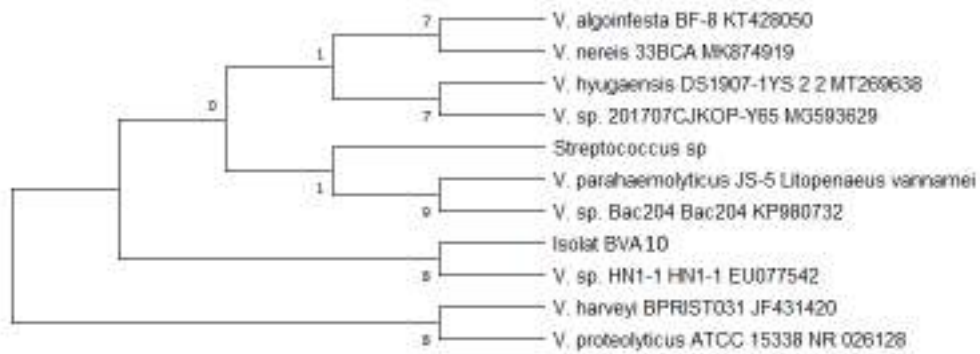 7
V. algoinfesta BF-8 KT428050
1
V. nereis 33BCA MK874919
V. hyugaensis DS1907-1YS 2 2 MT269638
0
7
V. sp. 201707CJKOP-Y65 MG593629
Streptococcus sp
1
V. parahaemolyticus JS-5 Litopenaeus vannamei
9
V. sp. Bac204 Bac204 KP980732
Isolat BVA 10
V. sp. HN1-1 HN1-1 EU077542
V. harveyi BPRIST031 JF431420
V. proteolyticus ATCC 15338 NR 026128